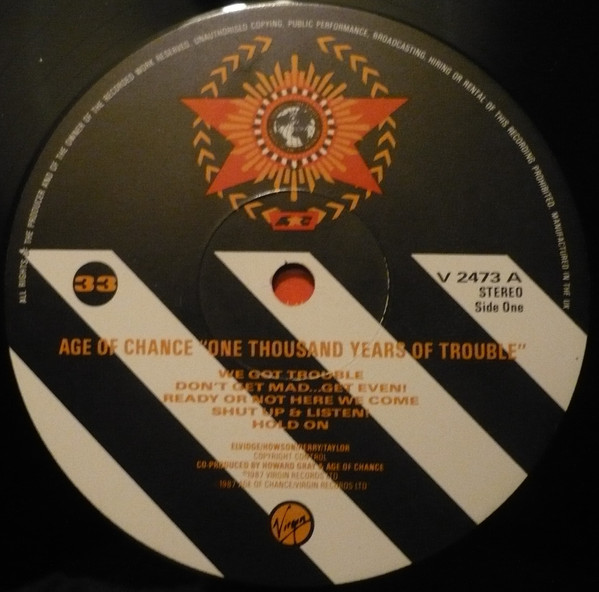 ALL RIGHTS OF THE PRODUCER AND OF THE OWNER OF THE RECORDED WORK RESERVED. UNAUTHORISED COPYING, PUBLIC PERFORMANCE, BROADCASTING, HIRING OR RENTAL OF THIS RECORDING PROHIBITED. MANUFACTURED IN THE UK
33
V 2473 A
STEREO
Side One
AGE OF CHANCE "ONE THOUSAND YEARS OF TROUBLE"
WE GOT TROUBLE
DON'T GET MAD...GET EVEN!
READY OR NOT HERE WE COME
SHUT UP & LISTEN!
HOLD ON
ELVIDGE/HOWSON/PERRY/TAYLOR
COPYRIGHT CONTROL
CO-PRODUCED BY HOWARD GRAY & AGE OF CHANCE
℗1987 VIRGIN RECORDS LTD
1987 AGE OF CHANCE/VIRGIN RECORDS LTD
Virgin